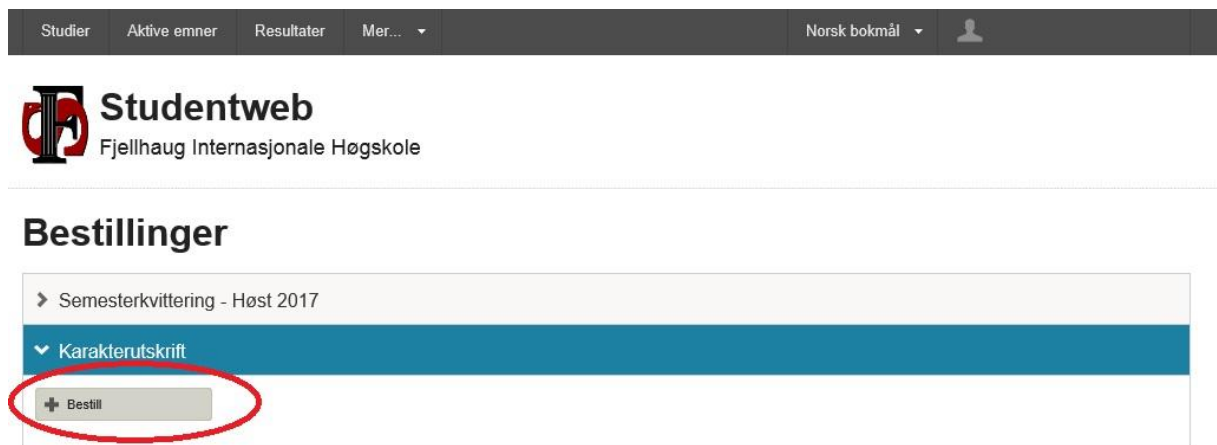 Studier Aktive emner Resultater Mer... Norsk bokmål
Studentweb
Fjellhaug Internasjonale Høgskole
Bestillinger
Semesterkvittering - Høst 2017
Karakterutskrift
Bestill